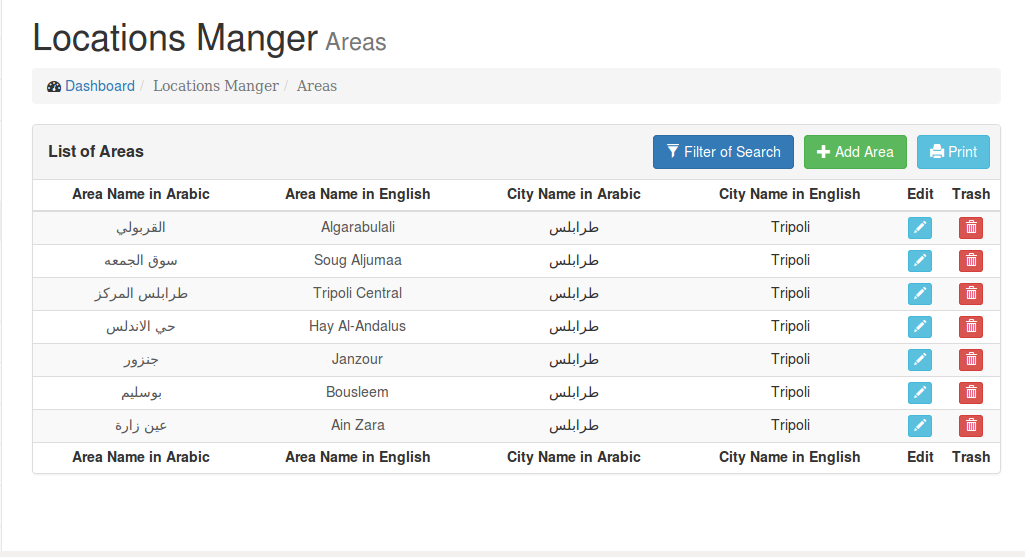 Locations Manger Areas
Dashboard / Locations Manger / Areas
List of Areas Filter of Search Add Area Print
Area Name in Arabic Area Name in English City Name in Arabic City Name in English Edit Trash
القربولي Algarabulali طرابلس Tripoli
سوق الجمعه Soug Aljumaa طرابلس Tripoli
طرابلس المركز Tripoli Central طرابلس Tripoli
حي الاندلس Hay Al-Andalus طرابلس Tripoli
جنزور Janzour طرابلس Tripoli
بوسليم Bousleem طرابلس Tripoli
عين زارة Ain Zara طرابلس Tripoli
Area Name in Arabic Area Name in English City Name in Arabic City Name in English Edit Trash